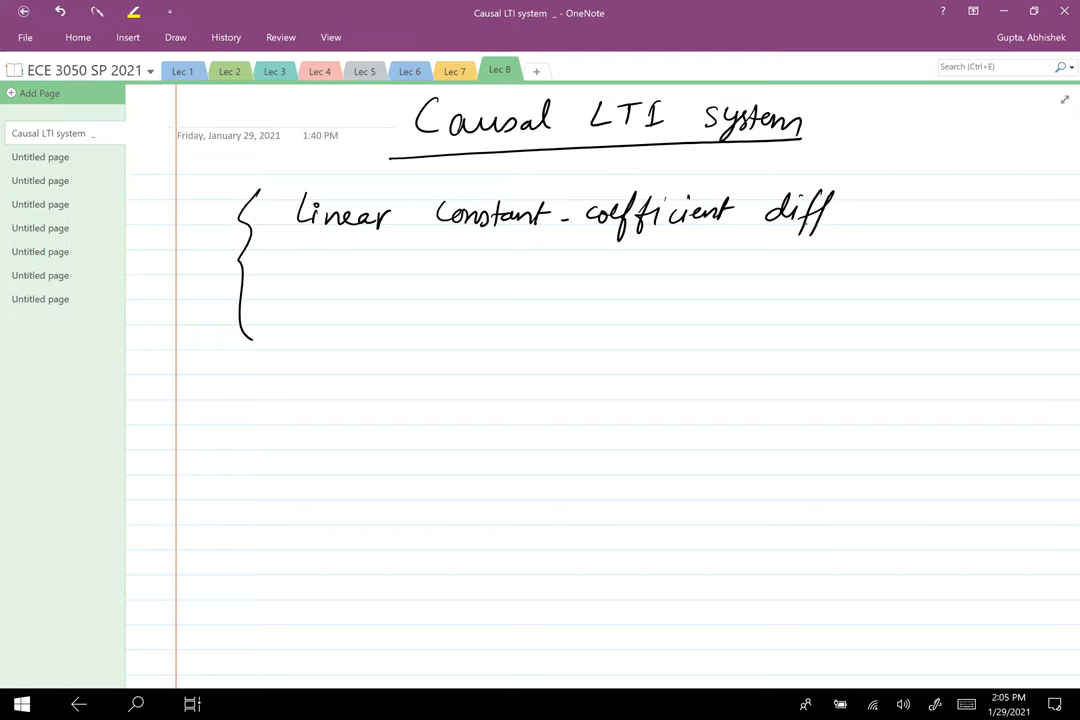 Causal LTI system _ - OneNote
File Home Insert Draw History Review View
Gupta, Abhishek
ECE 3050 SP 2021
Lec 1 Lec 2 Lec 3 Lec 4 Lec 5 Lec 6 Lec 7 Lec 8
Search (Ctrl+E)
Add Page
Causal LTI system _
Untitled page
Untitled page
Untitled page
Untitled page
Untitled page
Untitled page
Untitled page
Causal LTI system
Friday, January 29, 2021 1:40 PM
Linear constant-coefficient diff
2:05 PM
1/29/2021